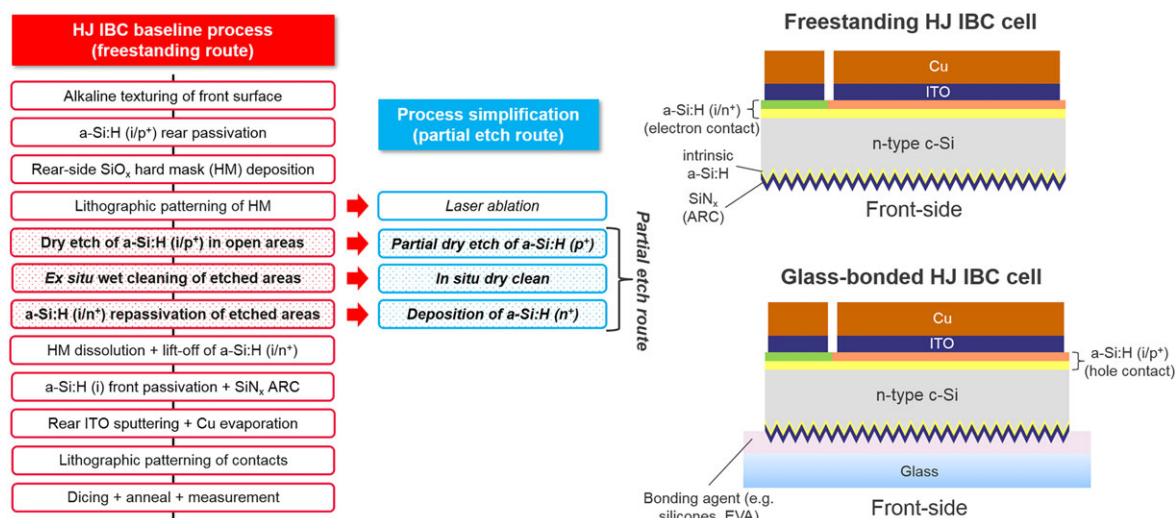 HJ IBC baseline process
(freestanding route)
Alkaline texturing of front surface
a-Si:H (i/p⁺) rear passivation
Rear-side SiOₓ hard mask (HM) deposition
Lithographic patterning of HM
Dry etch of a-Si:H (i/p⁺) in open areas
Ex situ wet cleaning of etched areas
a-Si:H (i/n⁺) repassivation of etched areas
HM dissolution + lift-off of a-Si:H (i/n⁺)
a-Si:H (i) front passivation + SiNₓ ARC
Rear ITO sputtering + Cu evaporation
Lithographic patterning of contacts
Dicing + anneal + measurement
Process simplification
(partial etch route)
Laser ablation
Partial dry etch of a-Si:H (p⁺)
In situ dry clean
Deposition of a-Si:H (n⁺)
Partial etch route
Freestanding HJ IBC cell
Cu
ITO
a-Si:H (i/n⁺)
(electron contact)
n-type c-Si
intrinsic
a-Si:H
SiNₓ
(ARC)
Front-side
Glass-bonded HJ IBC cell
Cu
ITO
a-Si:H (i/p⁺)
(hole contact)
n-type c-Si
Glass
Bonding agent (e.g.
silicones, EVA)
Front-side